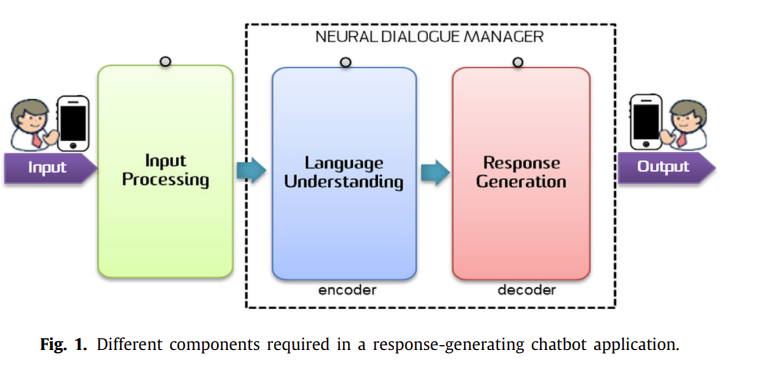 NEURAL DIALOGUE MANAGER
Input
Input
Processing
Language
Understanding
Response
Generation
Output
encoder
decoder
Fig. 1. Different components required in a response-generating chatbot application.